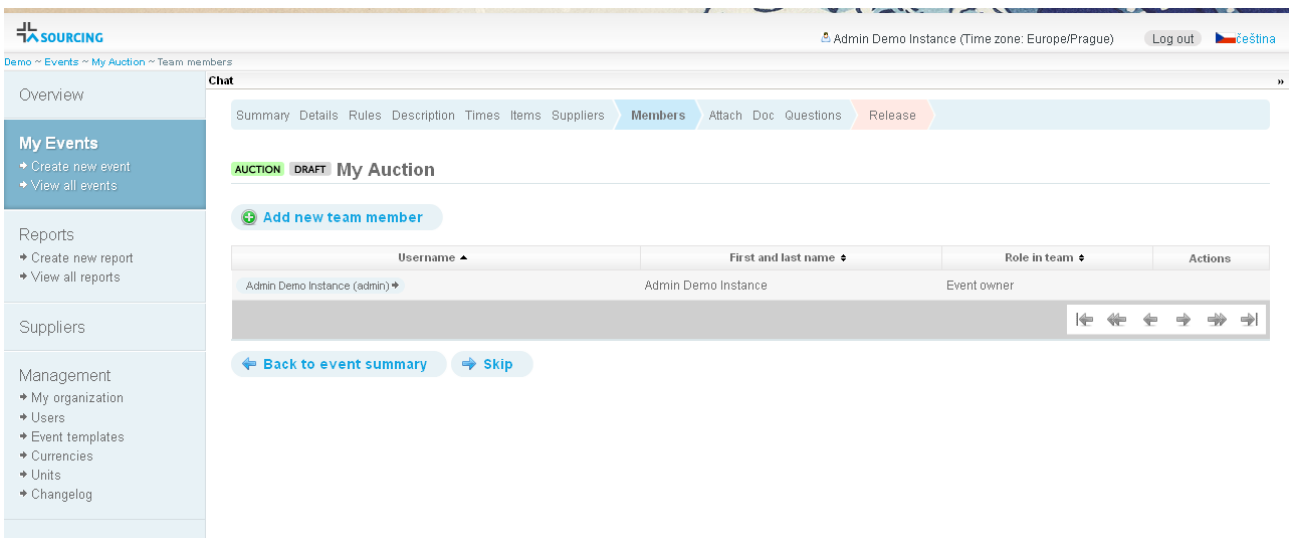 SOURCING
Admin Demo Instance (Time zone: Europe/Prague) Log out čeština
Demo ~ Events ~ My Auction ~ Team members
Chat »
Overview
Summary Details Rules Description Times Items Suppliers Members Attach Doc Questions Release
My Events
Create new event
View all events
AUCTION DRAFT My Auction
Add new team member
Reports
Create new report
View all reports
Username First and last name Role in team Actions
Admin Demo Instance (admin) Admin Demo Instance Event owner
Suppliers
Back to event summary Skip
Management
My organization
Users
Event templates
Currencies
Units
Changelog